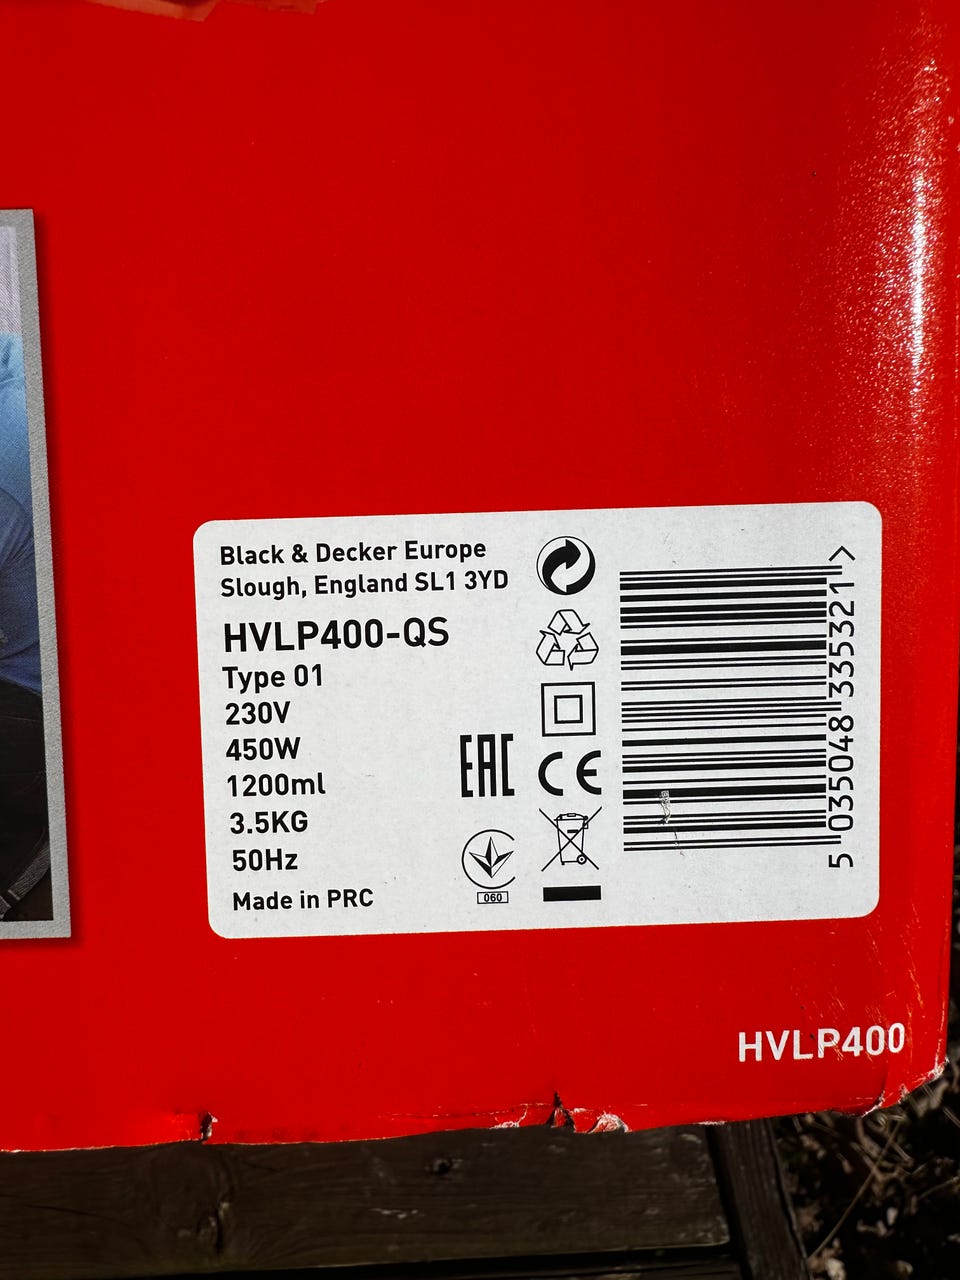 Black & Decker Europe
Slough, England SL1 3YD
HVLP400-QS
Type 01
230V
450W
1200ml
3.5KG
50Hz
Made in PRC
EAC
CE
060
5 035048 335321 >
HVLP400